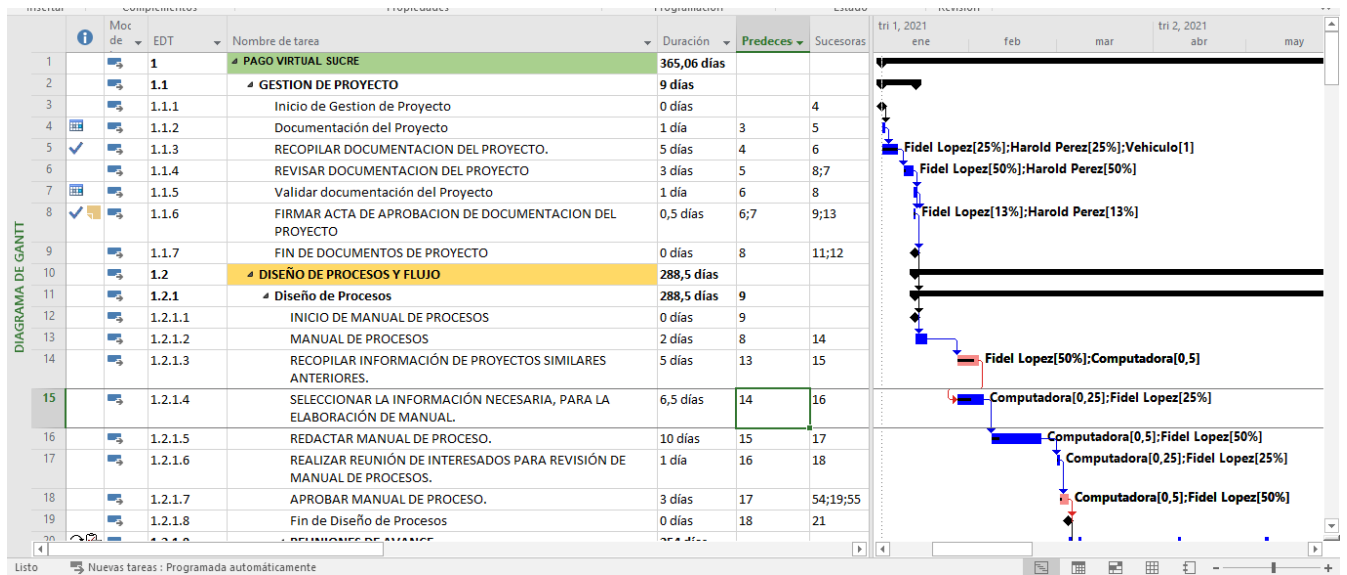 Insertar Complementos Propiedades Programación Estado Revisión
Moc
de EDT Nombre de tarea Duración Predeces Sucesoras
tri 1, 2021 tri 2, 2021
ene feb mar abr may
1 1 PAGO VIRTUAL SUCRE 365,06 días
2 1.1 GESTION DE PROYECTO 9 días
3 1.1.1 Inicio de Gestion de Proyecto 0 días 4
4 1.1.2 Documentación del Proyecto 1 día 3 5
5 1.1.3 RECOPILAR DOCUMENTACION DEL PROYECTO. 5 días 4 6 Fidel Lopez[25%];Harold Perez[25%];Vehiculo[1]
6 1.1.4 REVISAR DOCUMENTACION DEL PROYECTO 3 días 5 8;7 Fidel Lopez[50%];Harold Perez[50%]
7 1.1.5 Validar documentación del Proyecto 1 día 6 8
8 1.1.6 FIRMAR ACTA DE APROBACION DE DOCUMENTACION DEL 0,5 días 6;7 9;13 Fidel Lopez[13%];Harold Perez[13%]
PROYECTO
9 1.1.7 FIN DE DOCUMENTOS DE PROYECTO 0 días 8 11;12
10 1.2 DISEÑO DE PROCESOS Y FLUJO 288,5 días
11 1.2.1 Diseño de Procesos 288,5 días 9
12 1.2.1.1 INICIO DE MANUAL DE PROCESOS 0 días 9
13 1.2.1.2 MANUAL DE PROCESOS 2 días 8 14
14 1.2.1.3 RECOPILAR INFORMACIÓN DE PROYECTOS SIMILARES 5 días 13 15 Fidel Lopez[50%];Computadora[0,5]
ANTERIORES.
15 1.2.1.4 SELECCIONAR LA INFORMACIÓN NECESARIA, PARA LA 6,5 días 14 16 Computadora[0,25];Fidel Lopez[25%]
ELABORACIÓN DE MANUAL.
16 1.2.1.5 REDACTAR MANUAL DE PROCESO. 10 días 15 17 Computadora[0,5];Fidel Lopez[50%]
17 1.2.1.6 REALIZAR REUNIÓN DE INTERESADOS PARA REVISIÓN DE 1 día 16 18 Computadora[0,25];Fidel Lopez[25%]
MANUAL DE PROCESOS.
18 1.2.1.7 APROBAR MANUAL DE PROCESO. 3 días 17 54;19;55 Computadora[0,5];Fidel Lopez[50%]
19 1.2.1.8 Fin de Diseño de Procesos 0 días 18 21
20 1.2.1.9 REUNIONES DE AVANCE
DIAGRAMA DE GANTT
Listo Nuevas tareas : Programada automáticamente